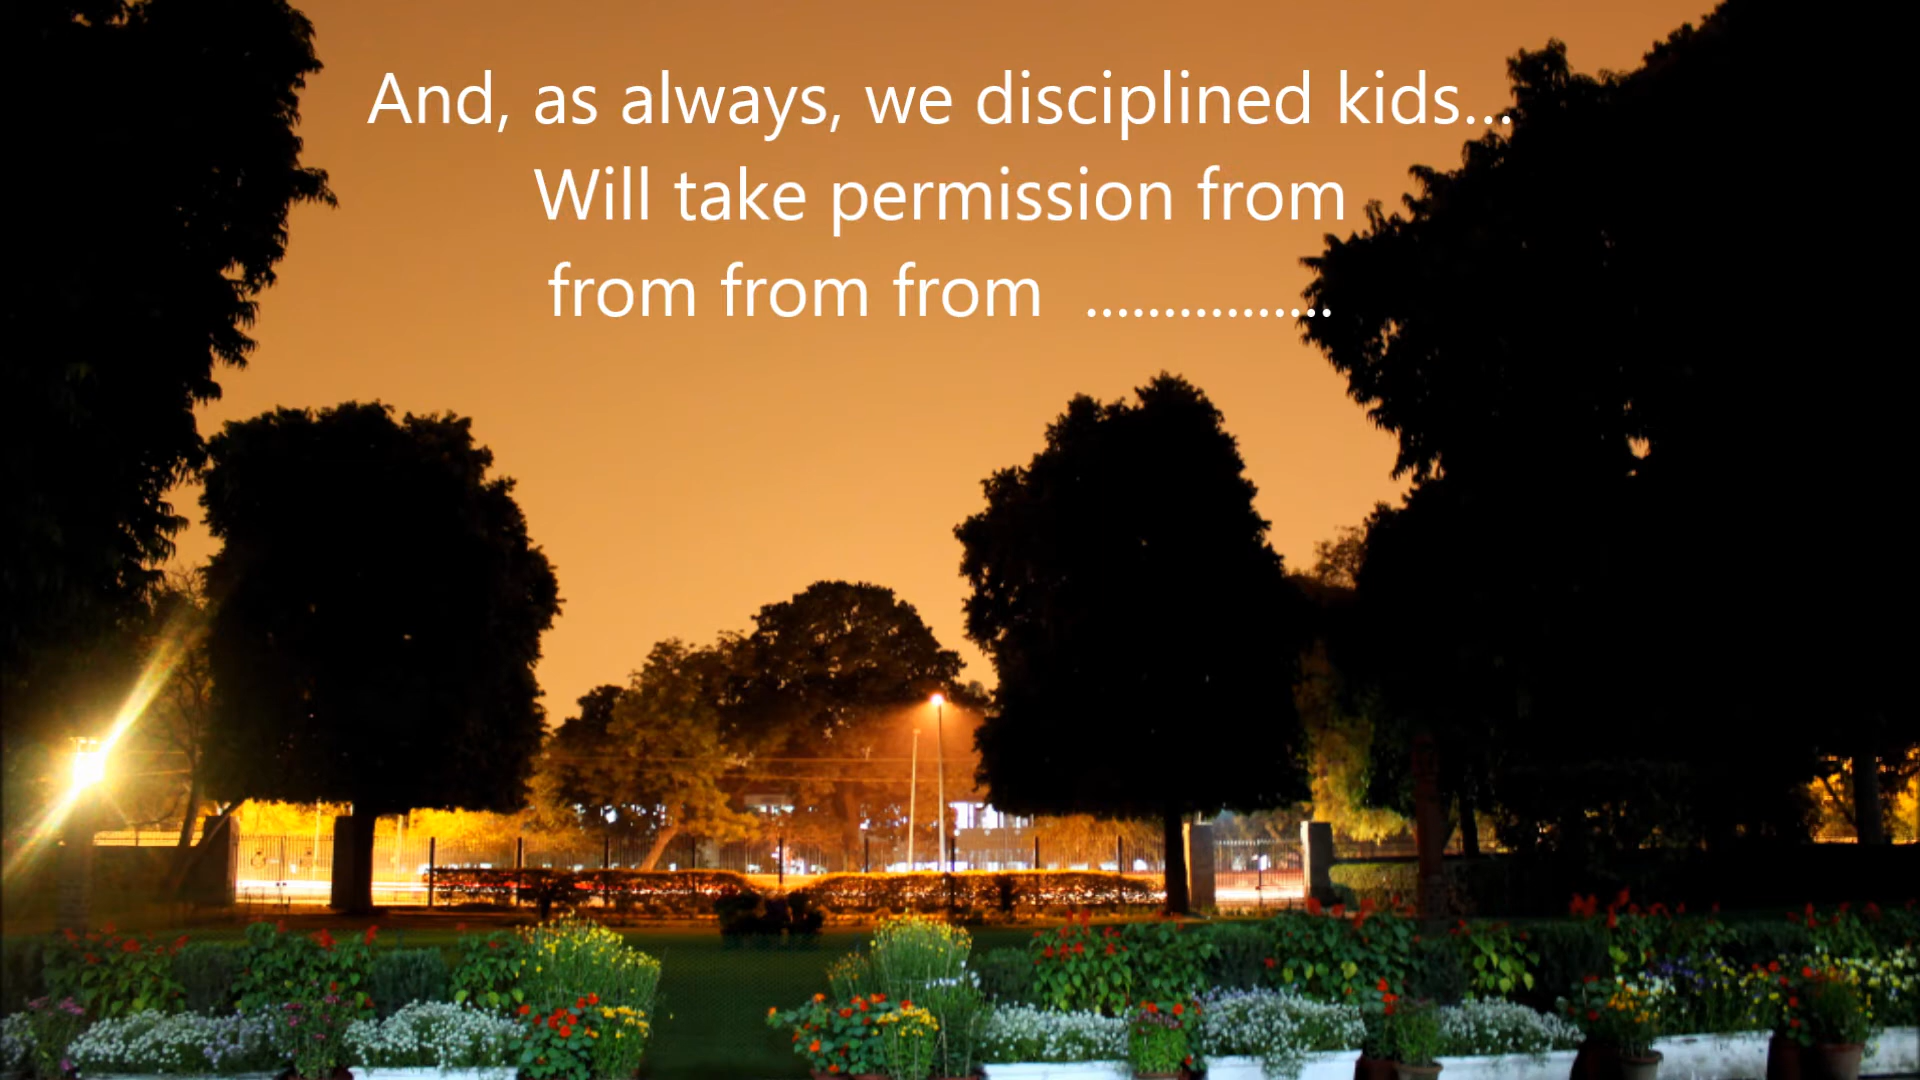 And, as always, we disciplined kids...
Will take permission from
from from from ................